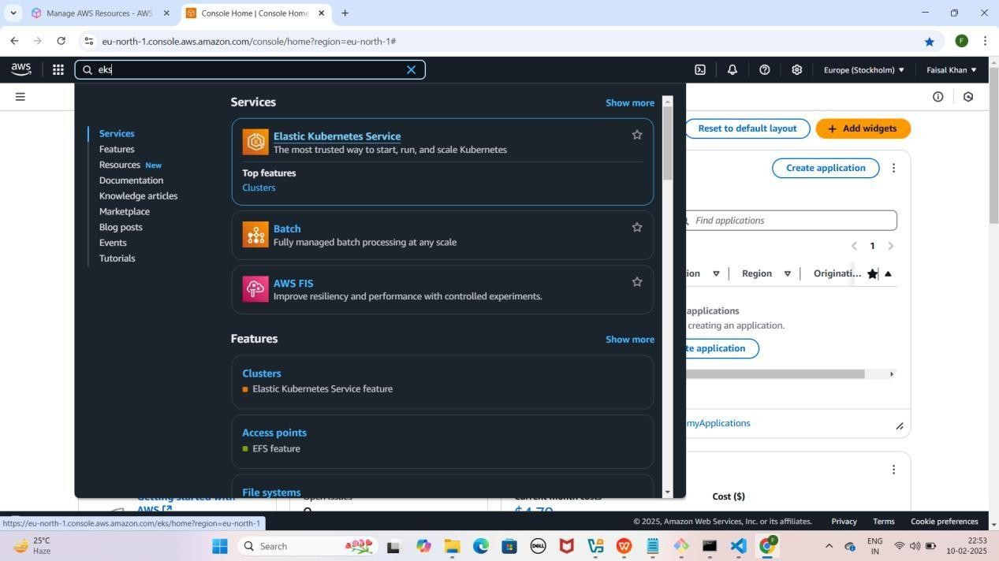 Manage AWS Resources - AWS
Console Home | Console Home
eu-north-1.console.aws.amazon.com/console/home?region=eu-north-1#
F
aws
eks
Europe (Stockholm)
Faisal Khan
Services
Show more
Reset to default layout
+ Add widgets
Services
Features
Resources New
Documentation
Knowledge articles
Marketplace
Blog posts
Events
Tutorials
Elastic Kubernetes Service
The most trusted way to start, run, and scale Kubernetes
Top features
Clusters
Batch
Fully managed batch processing at any scale
AWS FIS
Improve resiliency and performance with controlled experiments.
Features
Show more
Clusters
Elastic Kubernetes Service feature
Access points
EFS feature
File systems
Create application
Find applications
1
ion
Region
Originati...
applications
creating an application.
te application
myApplications
Getting started with
AWS
Open issues
Current month costs
$4.79
Cost ($)
https://eu-north-1.console.aws.amazon.com/eks/home?region=eu-north-1
© 2025, Amazon Web Services, Inc. or its affiliates.
Privacy
Terms
Cookie preferences
25°C
Haze
Search
DELL
F
ENG
IN
22:53
10-02-2025